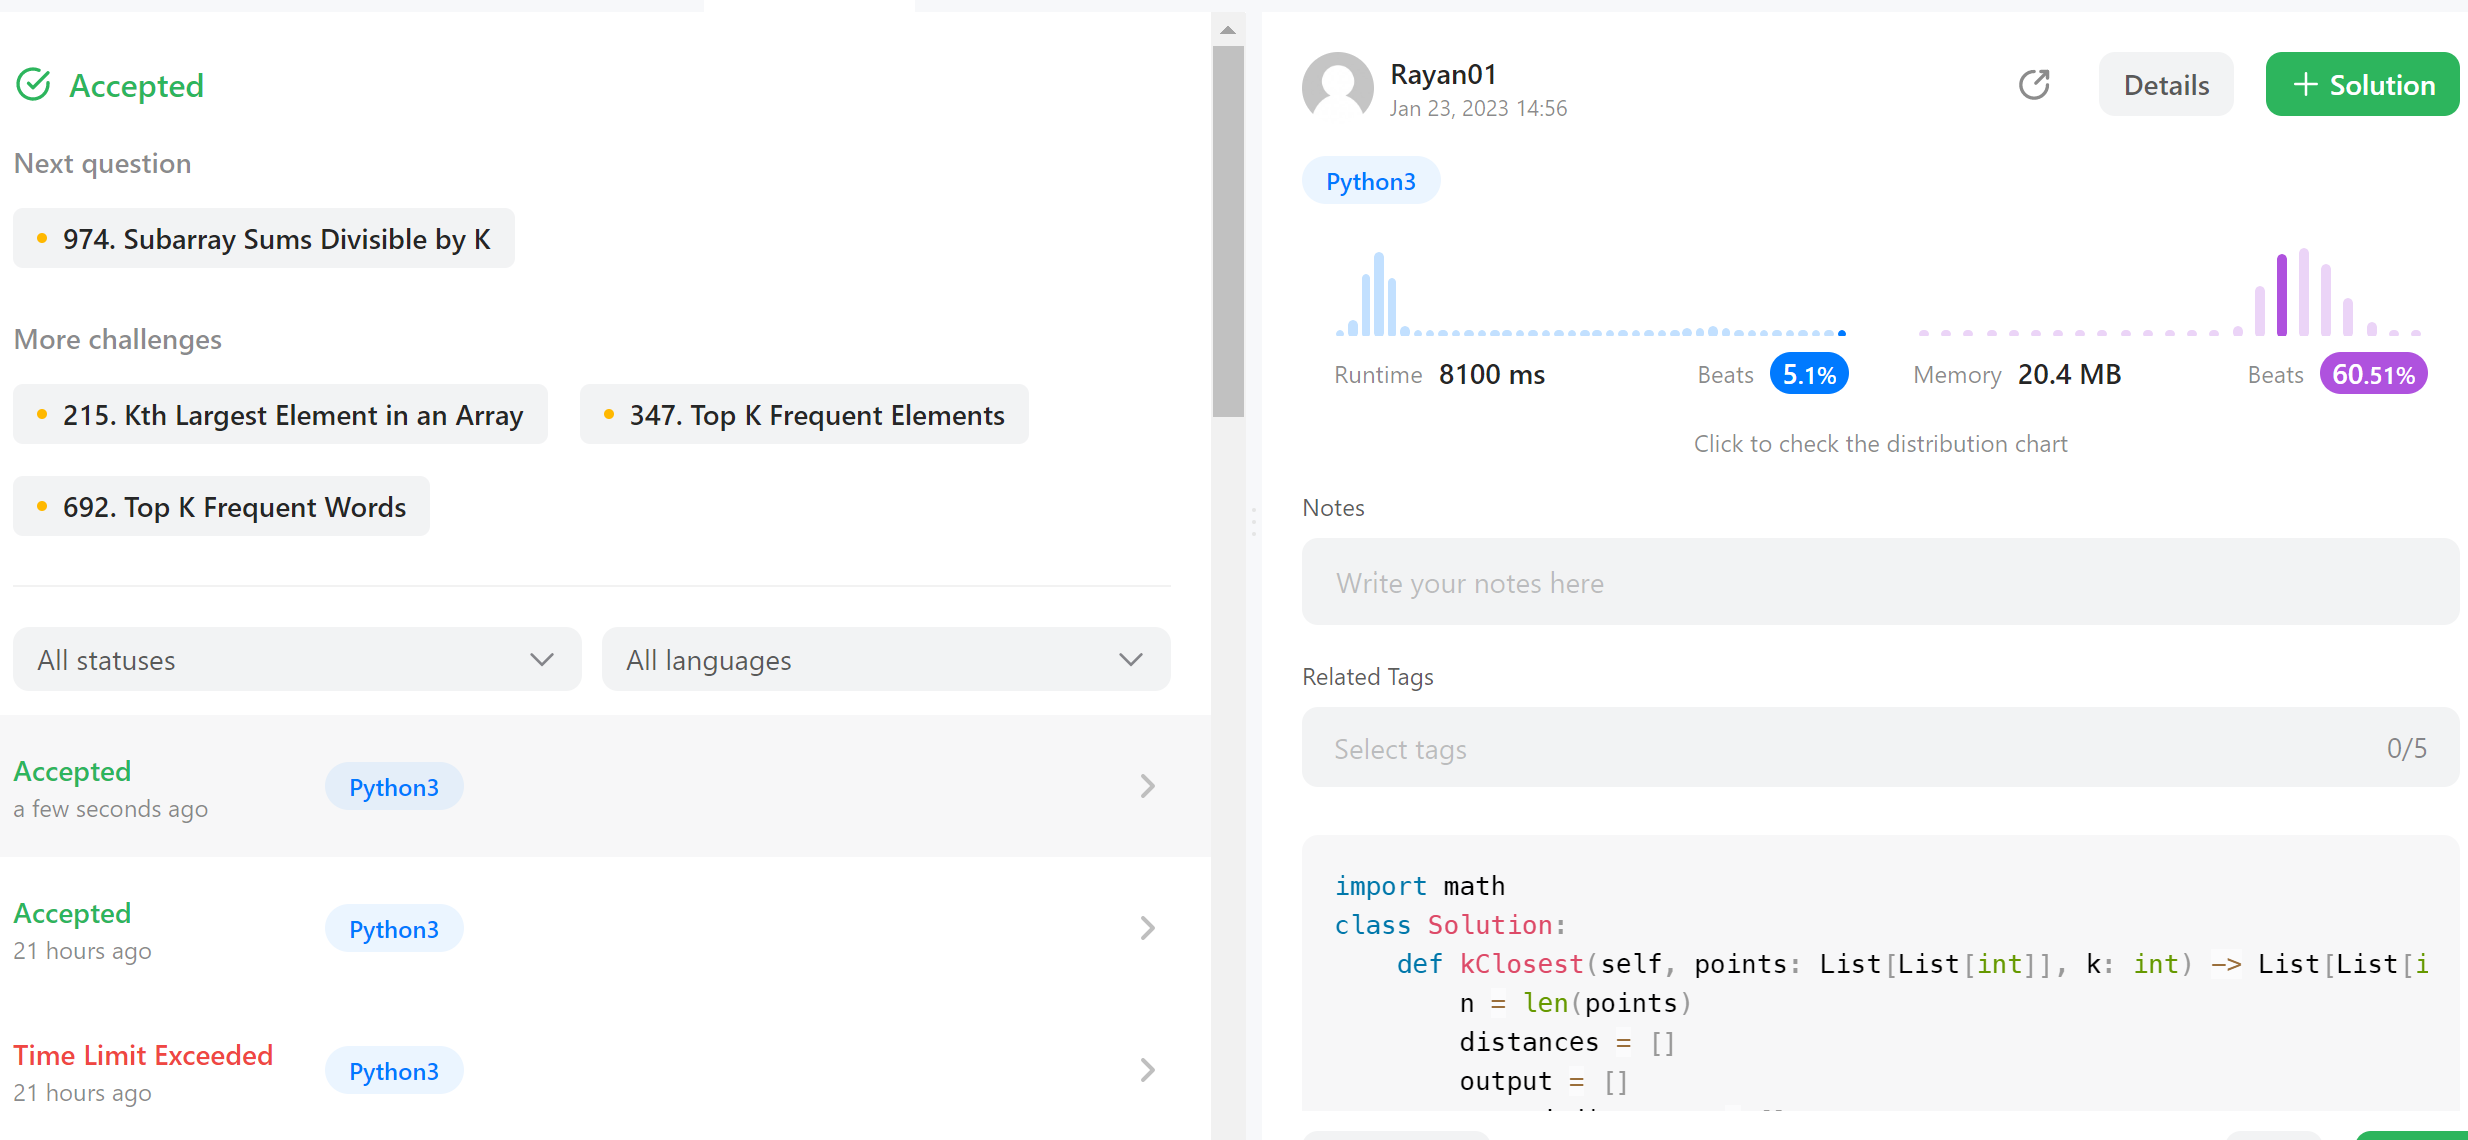 Accepted
Next question
974. Subarray Sums Divisible by K
More challenges
215. Kth Largest Element in an Array
347. Top K Frequent Elements
692. Top K Frequent Words
All statuses
All languages
Accepted
a few seconds ago
Python3
Accepted
21 hours ago
Python3
Time Limit Exceeded
21 hours ago
Python3
Rayan01
Jan 23, 2023 14:56
Details
+ Solution
Python3
Runtime 8100 ms Beats 5.1%
Memory 20.4 MB Beats 60.51%
Click to check the distribution chart
Notes
Write your notes here
Related Tags
Select tags 0/5
import math
class Solution:
    def kClosest(self, points: List[List[int]], k: int) -> List[List[i
        n = len(points)
        distances = []
        output = []